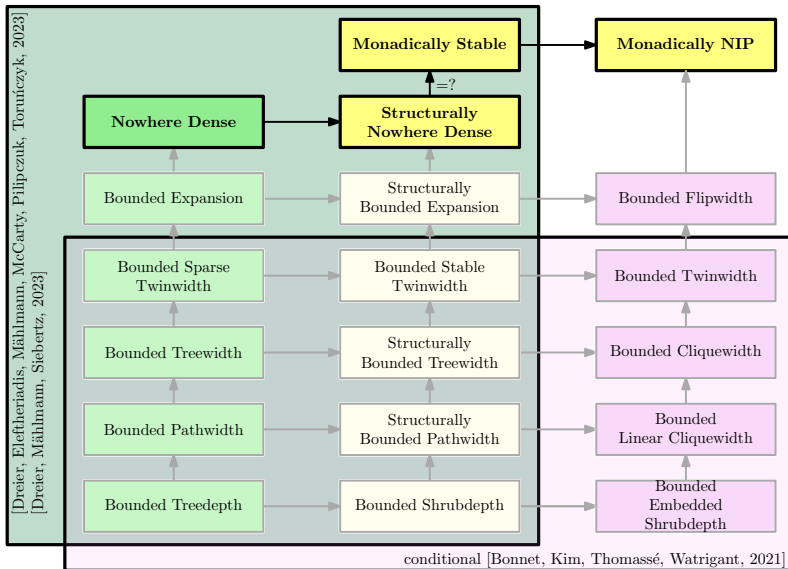 [Dreier, Eleftheriadis, Mählmann, McCarty, Pilipczuk, Toruńczyk, 2023]
[Dreier, Mählmann, Siebertz, 2023]
Monadically Stable
Monadically NIP
=?
Nowhere Dense
Structurally
Nowhere Dense
Bounded Expansion
Structurally
Bounded Expansion
Bounded Flipwidth
Bounded Sparse
Twinwidth
Bounded Stable
Twinwidth
Bounded Twinwidth
Bounded Treewidth
Structurally
Bounded Treewidth
Bounded Cliquewidth
Bounded Pathwidth
Structurally
Bounded Pathwidth
Bounded
Linear Cliquewidth
Bounded Treedepth
Bounded Shrubdepth
Bounded
Embedded
Shrubdepth
conditional [Bonnet, Kim, Thomassé, Watrigant, 2021]